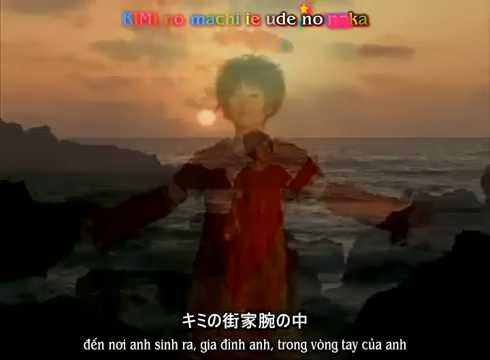 KIMI no machi ie ude no naka
キミの街家腕の中
đến nơi anh sinh ra, gia đình anh, trong vòng tay của anh